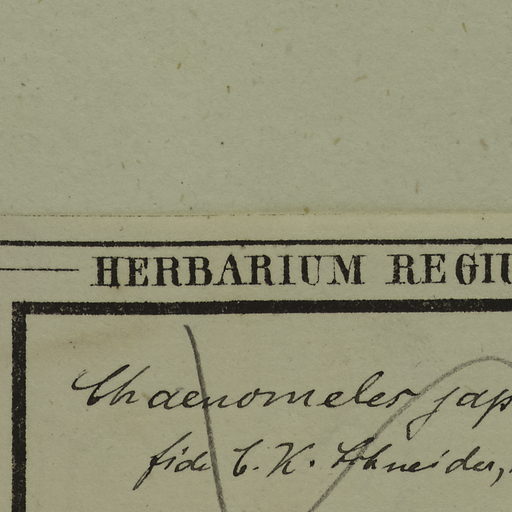 HERBARIUM REGIU
Chaenomeles jap
fide C. K. Schneider,